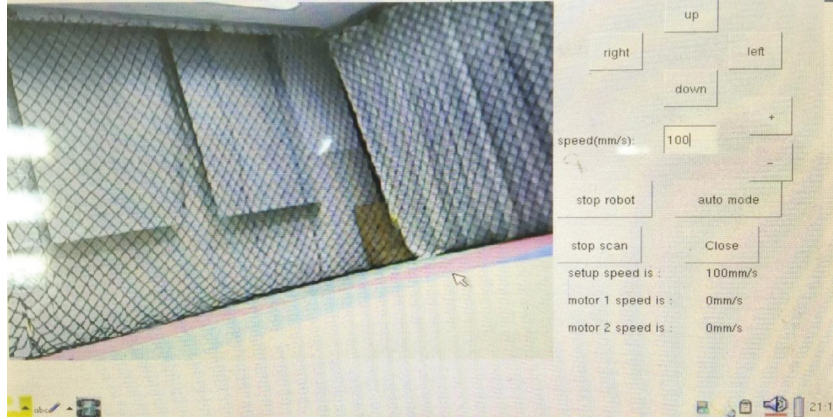 up
right left
down
+
speed(mm/s): 100
-
stop robot auto mode
stop scan Close
setup speed is : 100mm/s
motor 1 speed is : 0mm/s
motor 2 speed is : 0mm/s
abc